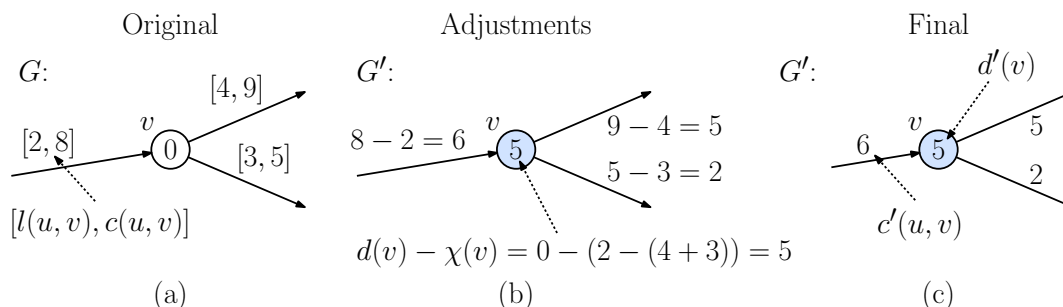 Original
G:
[4, 9]
v
[2, 8]
0
[3, 5]
[l(u, v), c(u, v)]
(a)
Adjustments
G′:
v
8 − 2 = 6
5
9 − 4 = 5
5 − 3 = 2
d(v) − χ(v) = 0 − (2 − (4 + 3)) = 5
(b)
Final
G′:
d′(v)
v
6
5
5
2
c′(u, v)
(c)